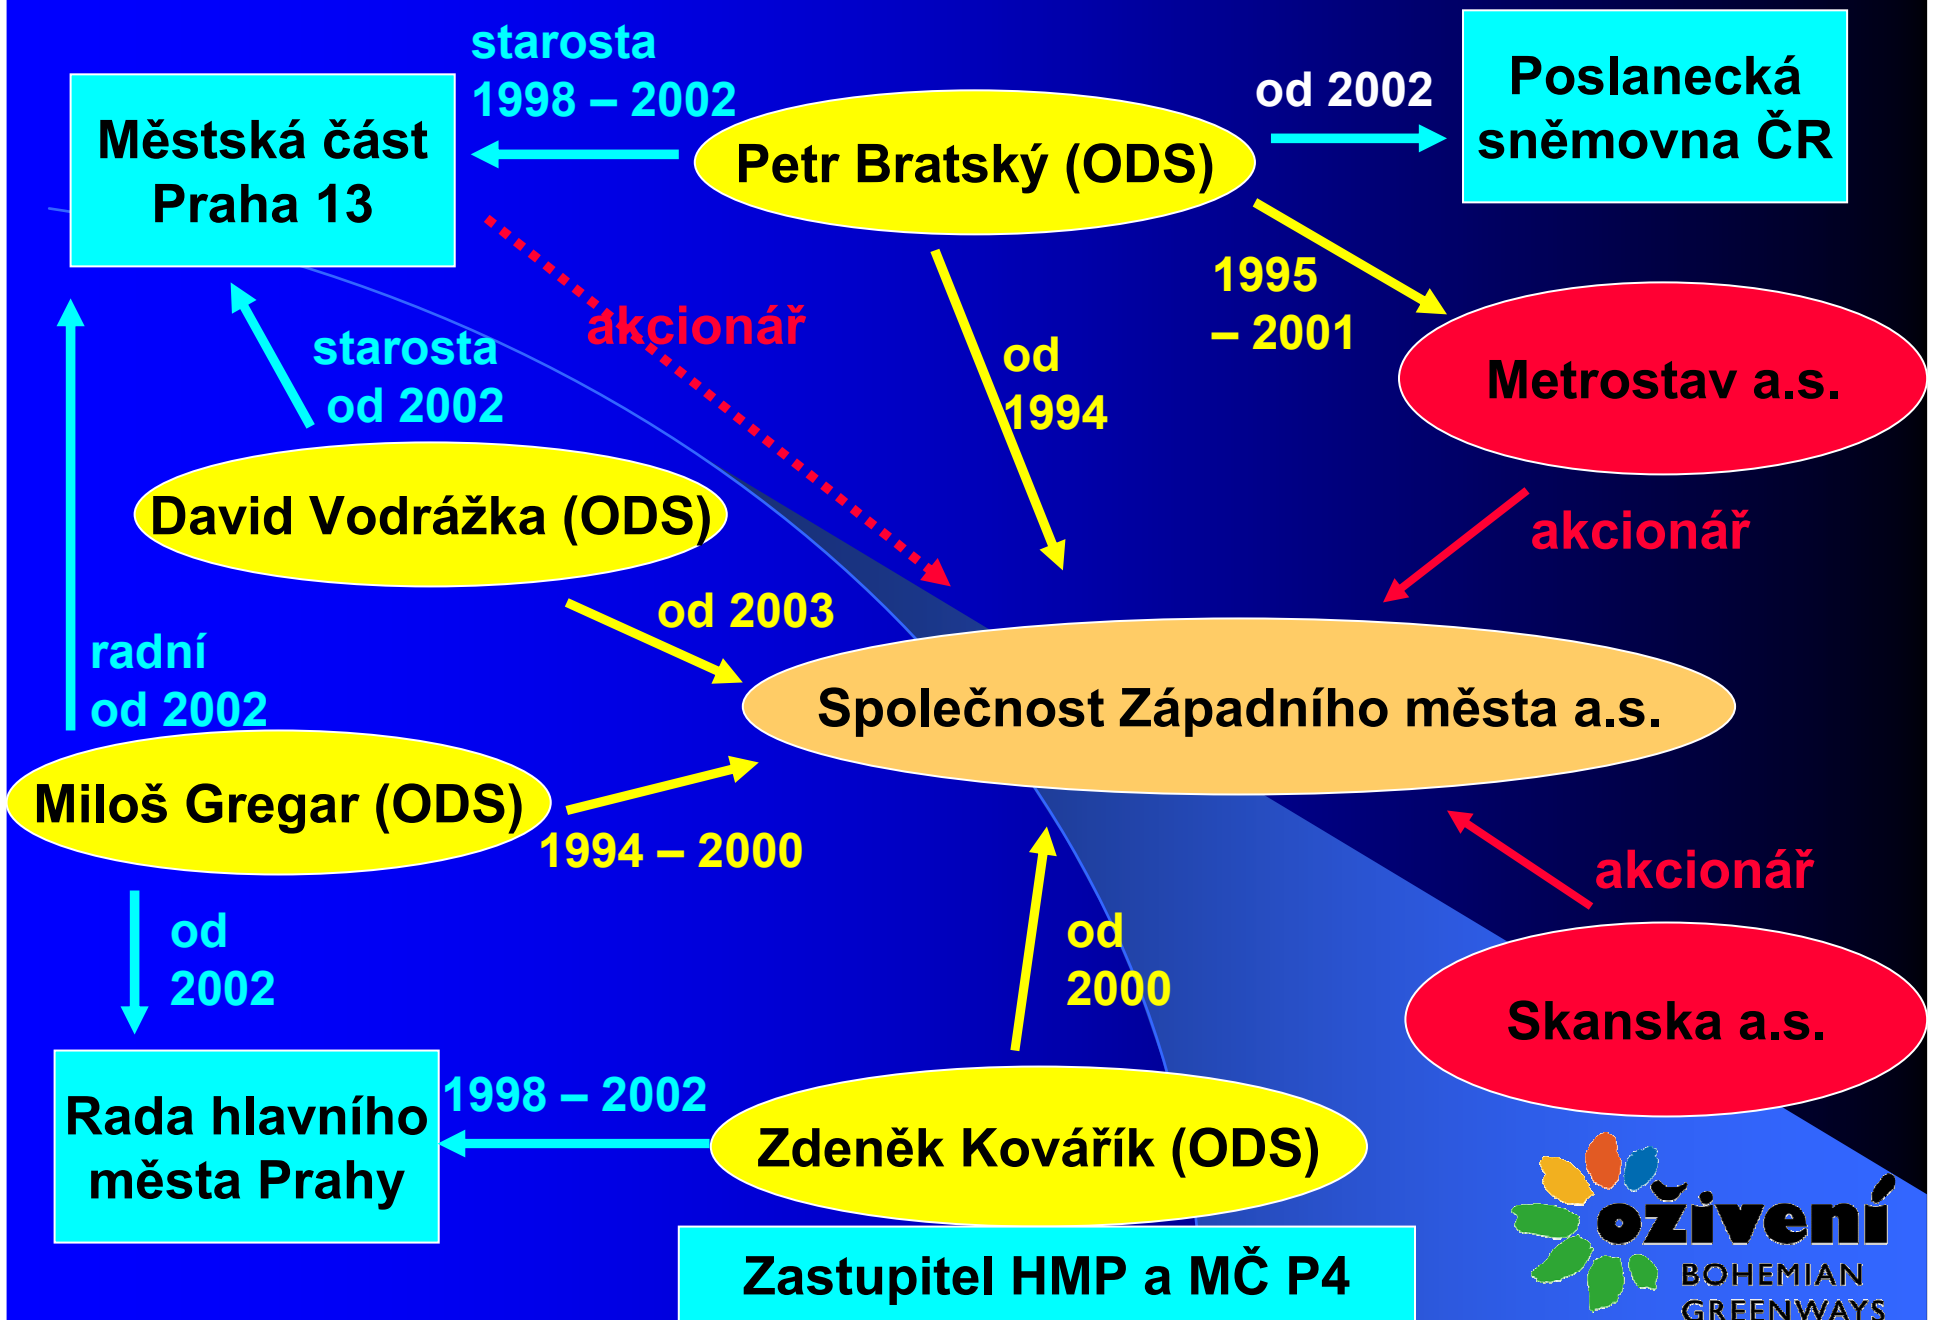 starosta
1998 – 2002
od 2002
Poslanecká
sněmovna ČR
Městská část
Praha 13
Petr Bratský (ODS)
akcionář
1995
– 2001
starosta
od 2002
od
1994
Metrostav a.s.
David Vodrážka (ODS)
akcionář
od 2003
radní
od 2002
Společnost Západního města a.s.
Miloš Gregar (ODS)
1994 – 2000
akcionář
od
2002
od
2000
Skanska a.s.
Rada hlavního
města Prahy
1998 – 2002
Zdeněk Kovářík (ODS)
Zastupitel HMP a MČ P4
oživení
BOHEMIAN
GREENWAYS